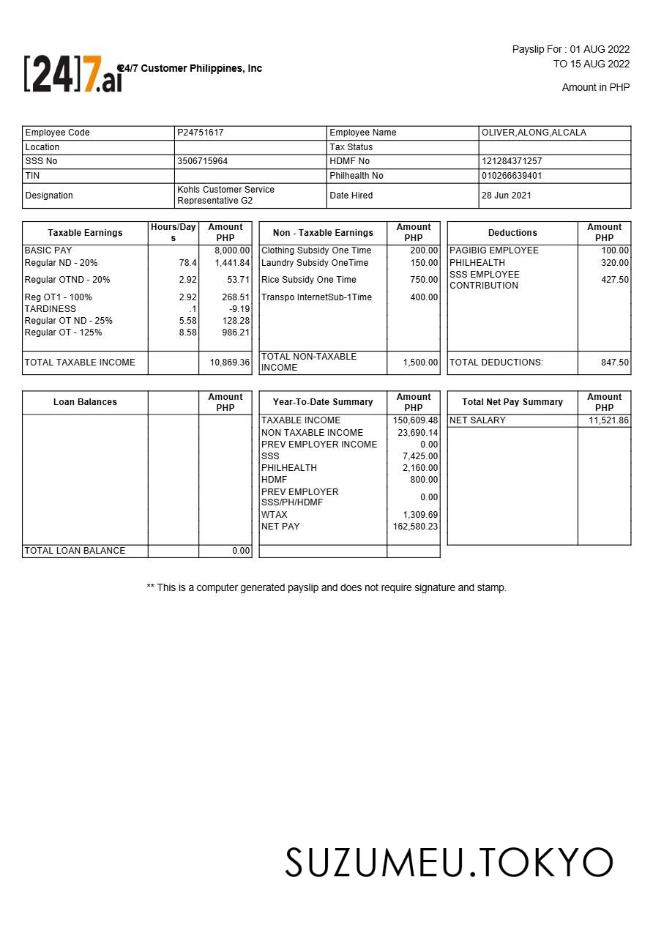 Payslip For : 01 AUG 2022
TO 15 AUG 2022
Amount in PHP
[24]7.ai 24/7 Customer Philippines, Inc
Employee Code P24751617 Employee Name OLIVER,ALONG,ALCALA
Location Tax Status
SSS No 3506715964 HDMF No 121284371257
TIN Philhealth No 010266639401
Designation Kohls Customer Service Representative G2 Date Hired 28 Jun 2021
Taxable Earnings Hours/Days Amount PHP Non - Taxable Earnings Amount PHP Deductions Amount PHP
BASIC PAY 8,000.00 Clothing Subsidy One Time 200.00 PAGIBIG EMPLOYEE 100.00
Regular ND - 20% 78.4 1,441.84 Laundry Subsidy OneTime 150.00 PHILHEALTH 320.00
Regular OTND - 20% 2.92 53.71 Rice Subsidy One Time 750.00 SSS EMPLOYEE CONTRIBUTION 427.50
Reg OT1 - 100% 2.92 268.51 Transpo InternetSub-1Time 400.00
TARDINESS .1 -9.19
Regular OT ND - 25% 5.58 128.28
Regular OT - 125% 8.58 986.21
TOTAL TAXABLE INCOME 10,869.36 TOTAL NON-TAXABLE INCOME 1,500.00 TOTAL DEDUCTIONS: 847.50
Loan Balances Amount PHP Year-To-Date Summary Amount PHP Total Net Pay Summary Amount PHP
TAXABLE INCOME 150,609.48 NET SALARY 11,521.86
NON TAXABLE INCOME 23,690.14
PREV EMPLOYER INCOME 0.00
SSS 7,425.00
PHILHEALTH 2,160.00
HDMF 800.00
PREV EMPLOYER SSS/PH/HDMF 0.00
WTAX 1,309.69
NET PAY 162,580.23
TOTAL LOAN BALANCE 0.00
** This is a computer generated payslip and does not require signature and stamp.
SUZUMEU.TOKYO